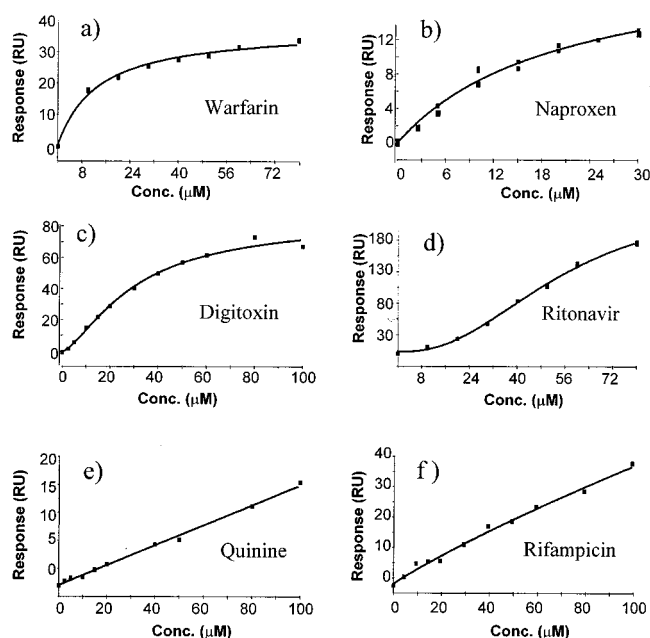 a)
Response (RU)
40
30
20
10
0
Warfarin
8 24 40 56 72
Conc. (μM)
b)
Response (RU)
12
8
4
0
Naproxen
0 6 12 18 24 30
Conc. (μM)
c)
Response (RU)
80
60
40
20
0
Digitoxin
0 20 40 60 80 100
Conc. (μM)
d)
Response (RU)
180
130
80
30
Ritonavir
8 24 40 56 72
Conc. (μM)
e)
Response (RU)
20
15
10
5
0
Quinine
0 20 40 60 80 100
Conc. (μM)
f)
Response (RU)
40
30
20
10
0
Rifampicin
0 20 40 60 80 100
Conc. (μM)